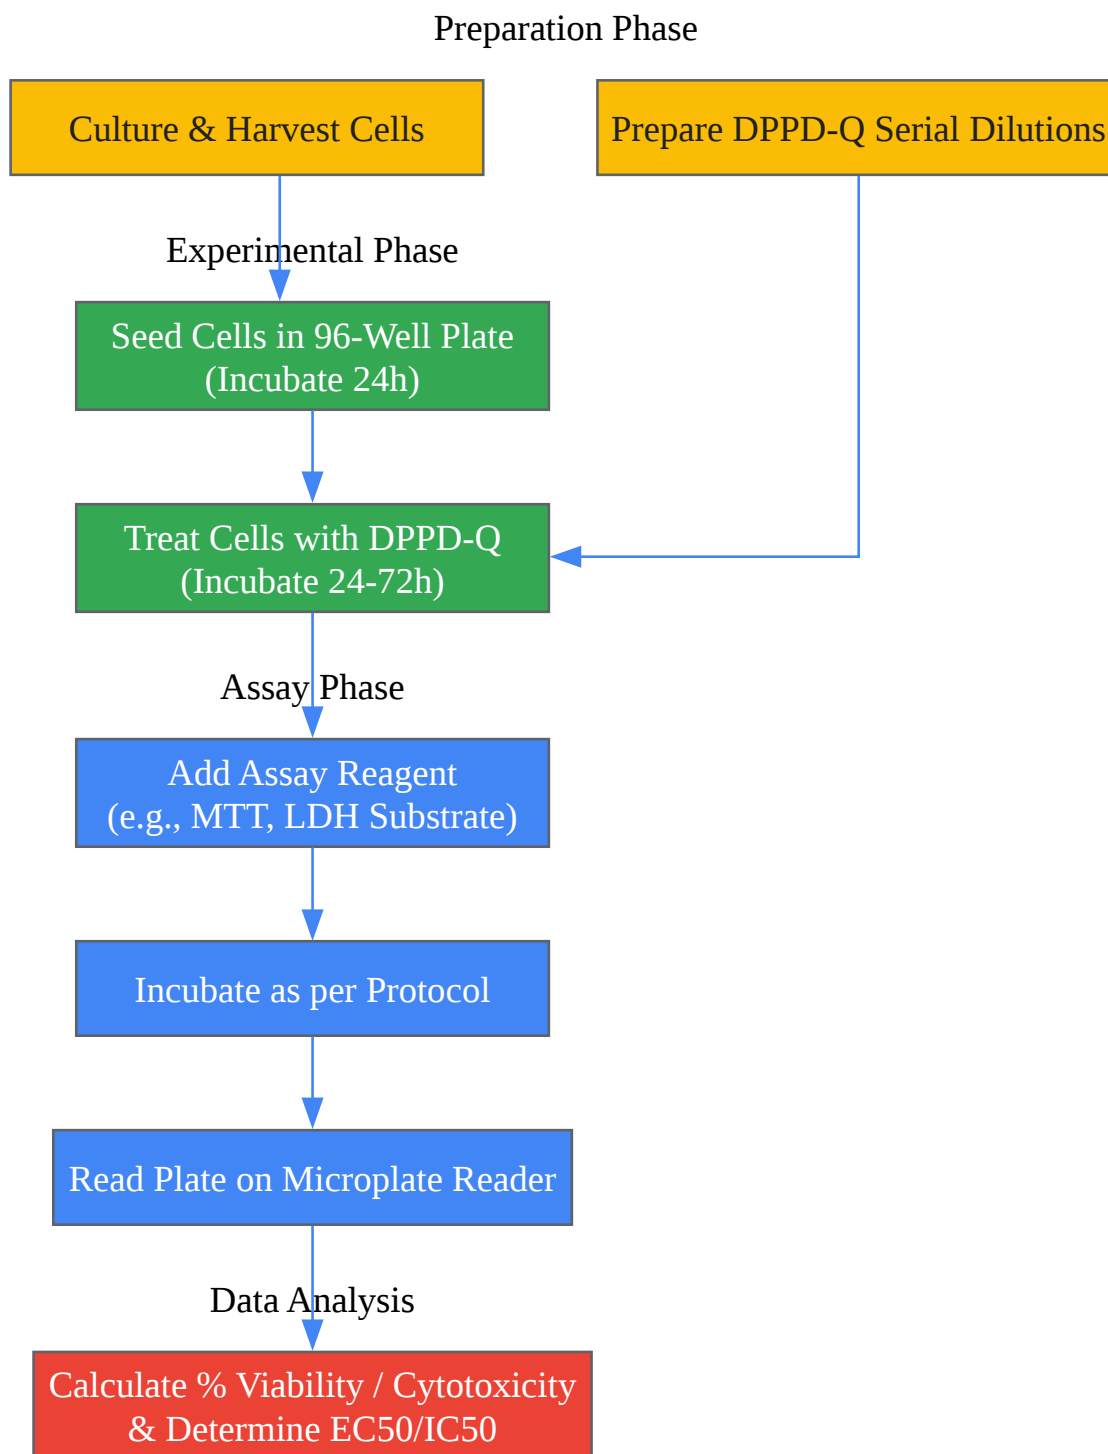 Preparation Phase
Culture & Harvest Cells
Prepare DPPD-Q Serial Dilutions
Experimental Phase
Seed Cells in 96-Well Plate
(Incubate 24h)
Treat Cells with DPPD-Q
(Incubate 24-72h)
Assay Phase
Add Assay Reagent
(e.g., MTT, LDH Substrate)
Incubate as per Protocol
Read Plate on Microplate Reader
Data Analysis
Calculate % Viability / Cytotoxicity
& Determine EC50/IC50